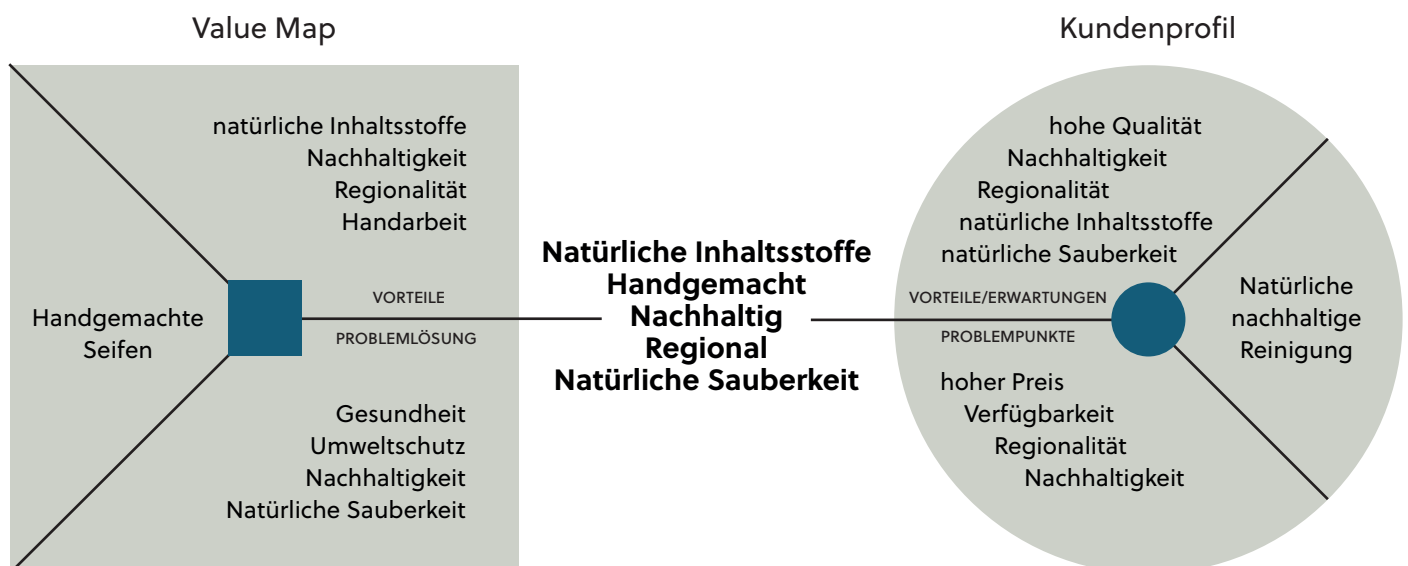 Value Map
natürliche Inhaltsstoffe
Nachhaltigkeit
Regionalität
Handarbeit
Handgemachte
Seifen
VORTEILE
PROBLEMLÖSUNG
Gesundheit
Umweltschutz
Nachhaltigkeit
Natürliche Sauberkeit
Natürliche Inhaltsstoffe
Handgemacht
Nachhaltig
Regional
Natürliche Sauberkeit
Kundenprofil
hohe Qualität
Nachhaltigkeit
Regionalität
natürliche Inhaltsstoffe
natürliche Sauberkeit
VORTEILE/ERWARTUNGEN
PROBLEMPUNKTE
hoher Preis
Verfügbarkeit
Regionalität
Nachhaltigkeit
Natürliche
nachhaltige
Reinigung